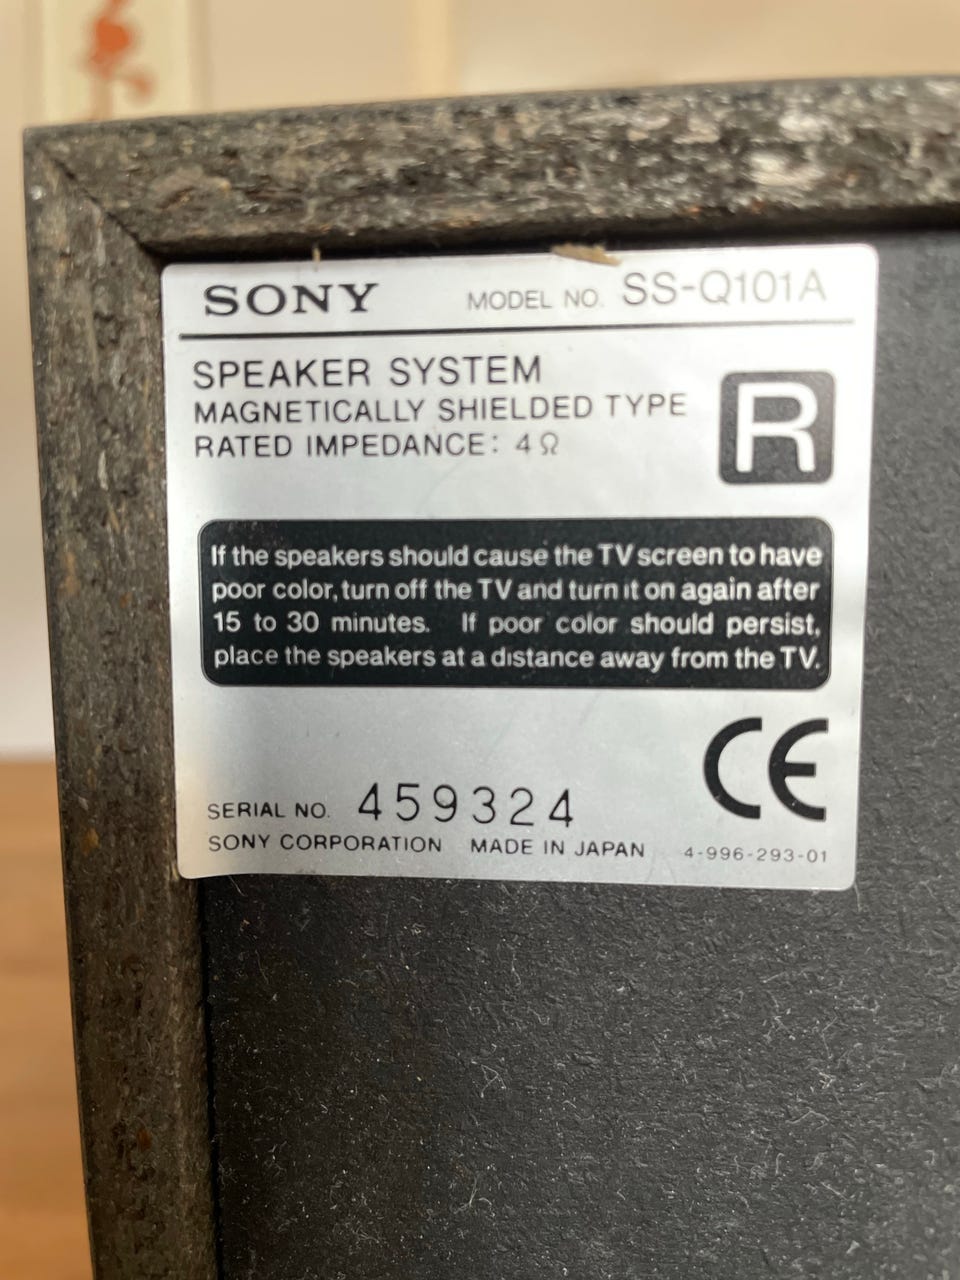 SONY MODEL NO. SS-Q101A
SPEAKER SYSTEM
MAGNETICALLY SHIELDED TYPE
RATED IMPEDANCE: 4 Ω
R
If the speakers should cause the TV screen to have
poor color, turn off the TV and turn it on again after
15 to 30 minutes. If poor color should persist,
place the speakers at a distance away from the TV.
CE
SERIAL NO. 459324
SONY CORPORATION MADE IN JAPAN 4-996-293-01